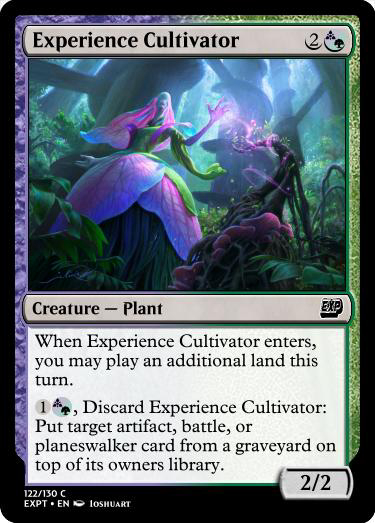 Experience Cultivator 2
Creature — Plant
EXP
When Experience Cultivator enters,
you may play an additional land this
turn.
1, Discard Experience Cultivator:
Put target artifact, battle, or
planeswalker card from a graveyard on
top of its owners library.
2/2
122/130 C
EXPT • EN Ioshuart